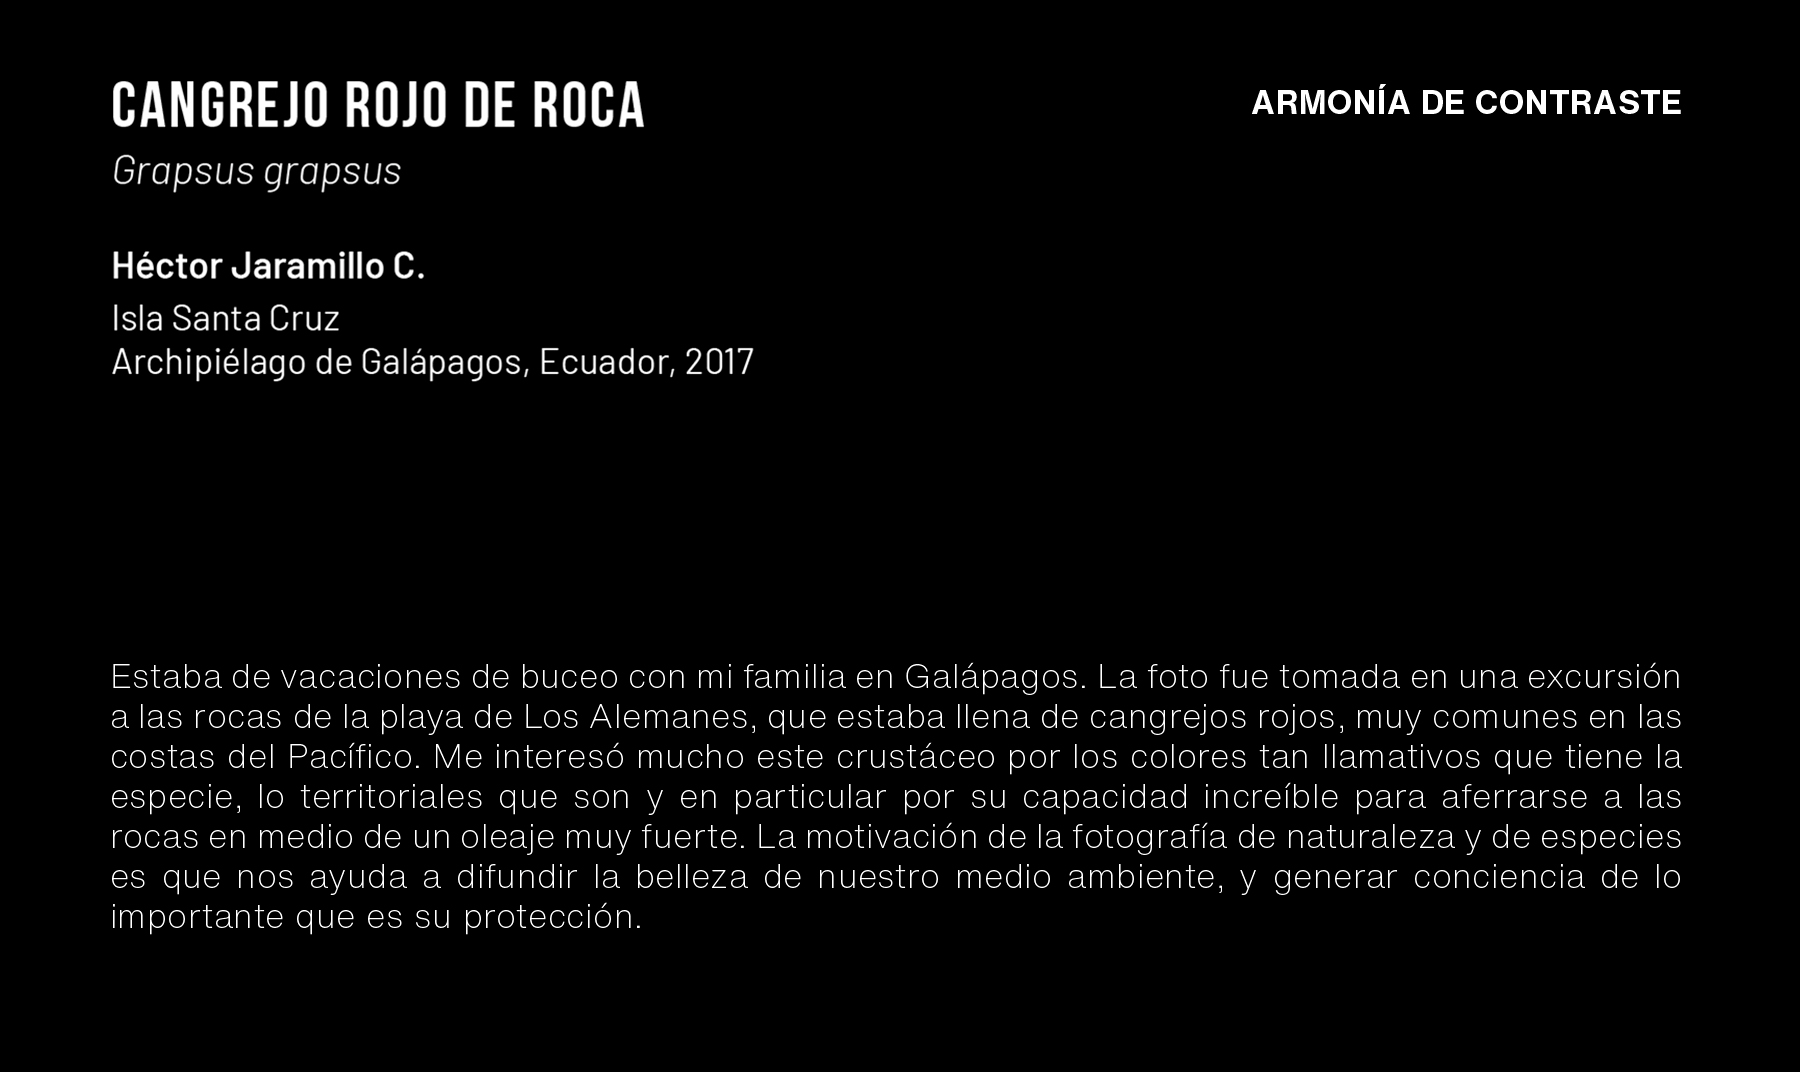 CANGREJO ROJO DE ROCA
ARMONÍA DE CONTRASTE
Grapsus grapsus
Héctor Jaramillo C.
Isla Santa Cruz
Archipiélago de Galápagos, Ecuador, 2017
Estaba de vacaciones de buceo con mi familia en Galápagos. La foto fue tomada en una excursión
a las rocas de la playa de Los Alemanes, que estaba llena de cangrejos rojos, muy comunes en las
costas del Pacífico. Me interesó mucho este crustáceo por los colores tan llamativos que tiene la
especie, lo territoriales que son y en particular por su capacidad increíble para aferrarse a las
rocas en medio de un oleaje muy fuerte. La motivación de la fotografía de naturaleza y de especies
es que nos ayuda a difundir la belleza de nuestro medio ambiente, y generar conciencia de lo
importante que es su protección.